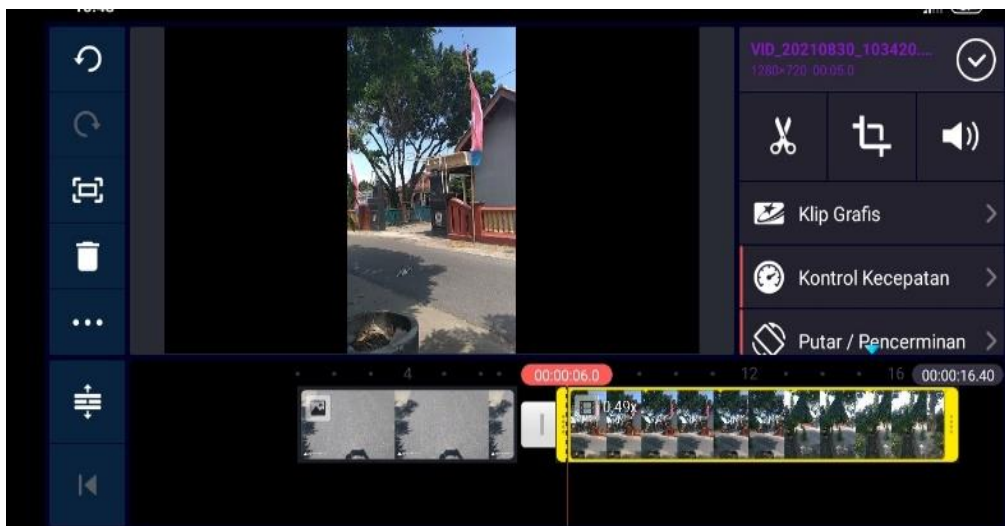 VID_20210830_103420....
1280×720-00:05.0
Klip Grafis
Kontrol Kecepatan
Putar / Pencerminan
4
00:00:06.0
12
16
00:00:16.40
0,49x